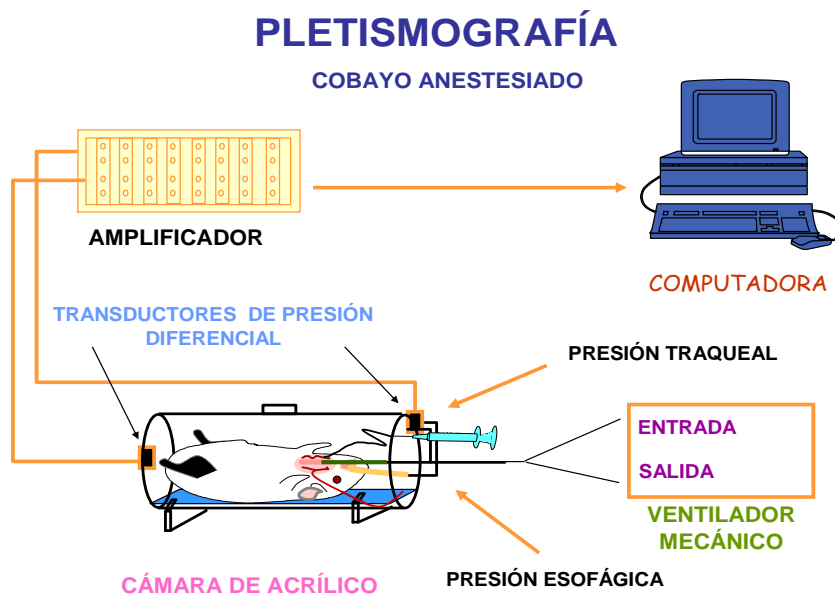 PLETISMOGRAFÍA
COBAYO ANESTESIADO
AMPLIFICADOR
COMPUTADORA
TRANSDUCTORES DE PRESIÓN
DIFERENCIAL
PRESIÓN TRAQUEAL
ENTRADA
SALIDA
VENTILADOR
MECÁNICO
CÁMARA DE ACRÍLICO
PRESIÓN ESOFÁGICA